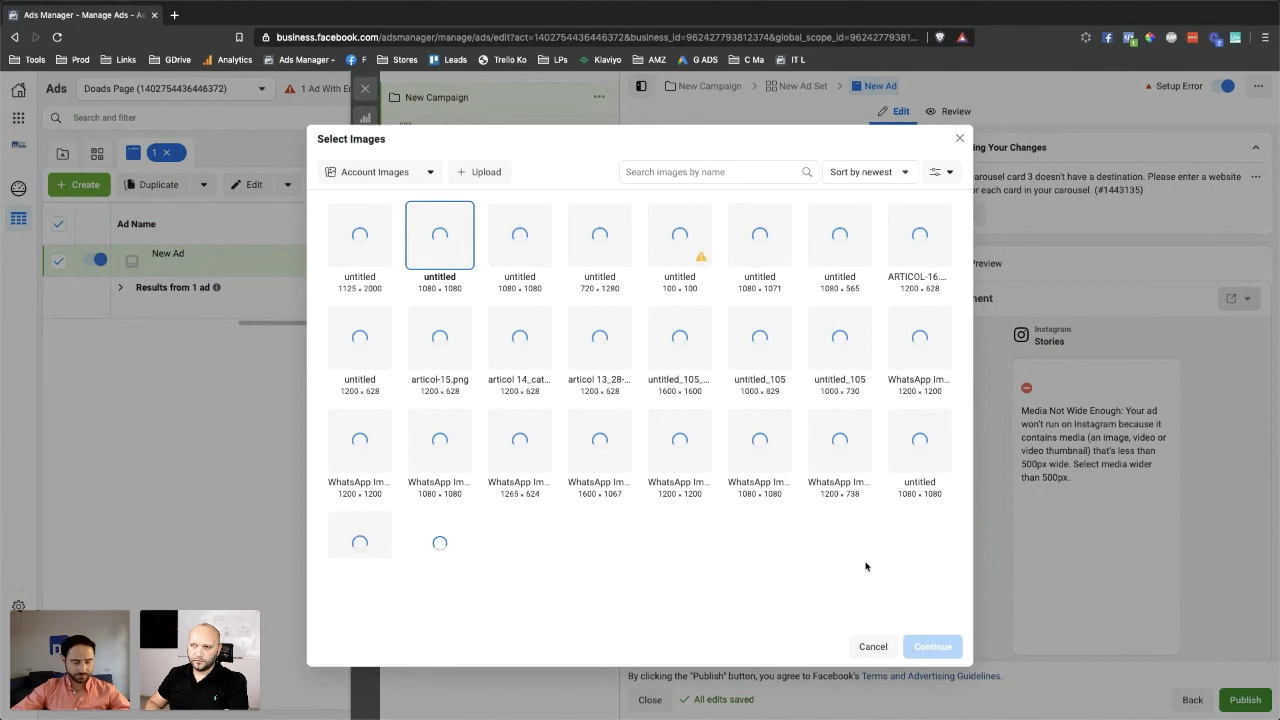 Ads Manager - Manage Ads - Ad
business.facebook.com/adsmanager/manage/ads/edit?act=1402754436446372&business_id=962427793812374&global_scope_id=96242779381...
Tools
Prod
Links
GDrive
Analytics
Ads Manager -
F
Stores
Leads
Trello Ko
LPs
Klaviyo
AMZ
G ADS
C Ma
IT L
Ads
Doads Page (1402754436446372)
1 Ad With Er
New Campaign
New Campaign
New Ad Set
New Ad
Setup Error
Search and filter
Edit
Review
1
Create
Duplicate
Edit
Ad Name
New Ad
Results from 1 ad
Select Images
Account Images
Upload
Search images by name
Sort by newest
untitled
1125 × 2000
untitled
1080 × 1080
untitled
1080 × 1080
untitled
720 × 1280
untitled
100 × 100
untitled
1080 × 1071
untitled
1080 × 565
ARTICOL-16....
1200 × 628
untitled
1200 × 628
articol-15.png
1200 × 628
articol 14_cat...
1200 × 628
articol 13_28-...
1200 × 628
untitled_105_...
1600 × 1600
untitled_105
1000 × 829
untitled_105
1000 × 730
WhatsApp Im...
1200 × 1200
WhatsApp Im...
1200 × 1200
WhatsApp Im...
1080 × 1080
WhatsApp Im...
1265 × 624
WhatsApp Im...
1600 × 1067
WhatsApp Im...
1200 × 1200
WhatsApp Im...
1080 × 1080
WhatsApp Im...
1200 × 738
untitled
1080 × 1080
Cancel
Continue
ing Your Changes
arousel card 3 doesn't have a destination. Please enter a website
or each card in your carousel. (#1443135)
Preview
ment
Instagram
Stories
Media Not Wide Enough: Your ad
won't run on Instagram because it
contains media (an image, video or
video thumbnail) that's less than
500px wide. Select media wider
than 500px.
By clicking the "Publish" button, you agree to Facebook's Terms and Advertising Guidelines.
Close
All edits saved
Back
Publish